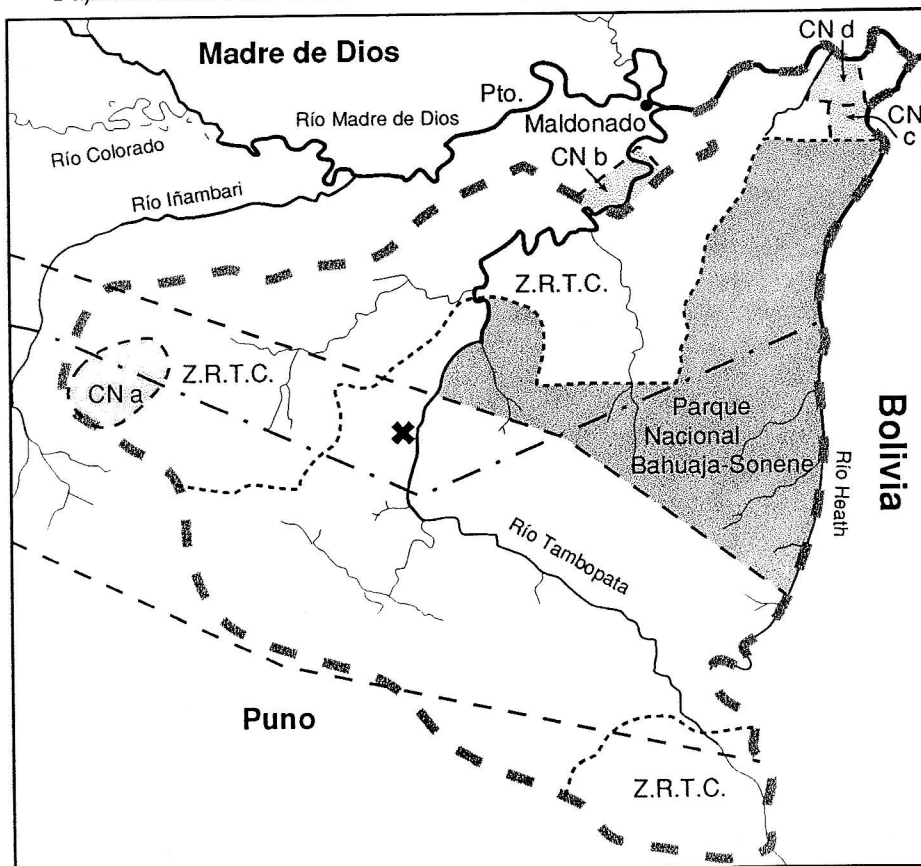 CN d
Madre de Dios
Pto.
Maldonado
Río Madre de Dios
CN
c
Río Colorado
CN b
Río Iñambari
Z.R.T.C.
Z.R.T.C.
CN a
Parque
Nacional
Bahuaja-Sonene
Bolivia
Río Heath
Río Tambopata
Puno
Z.R.T.C.